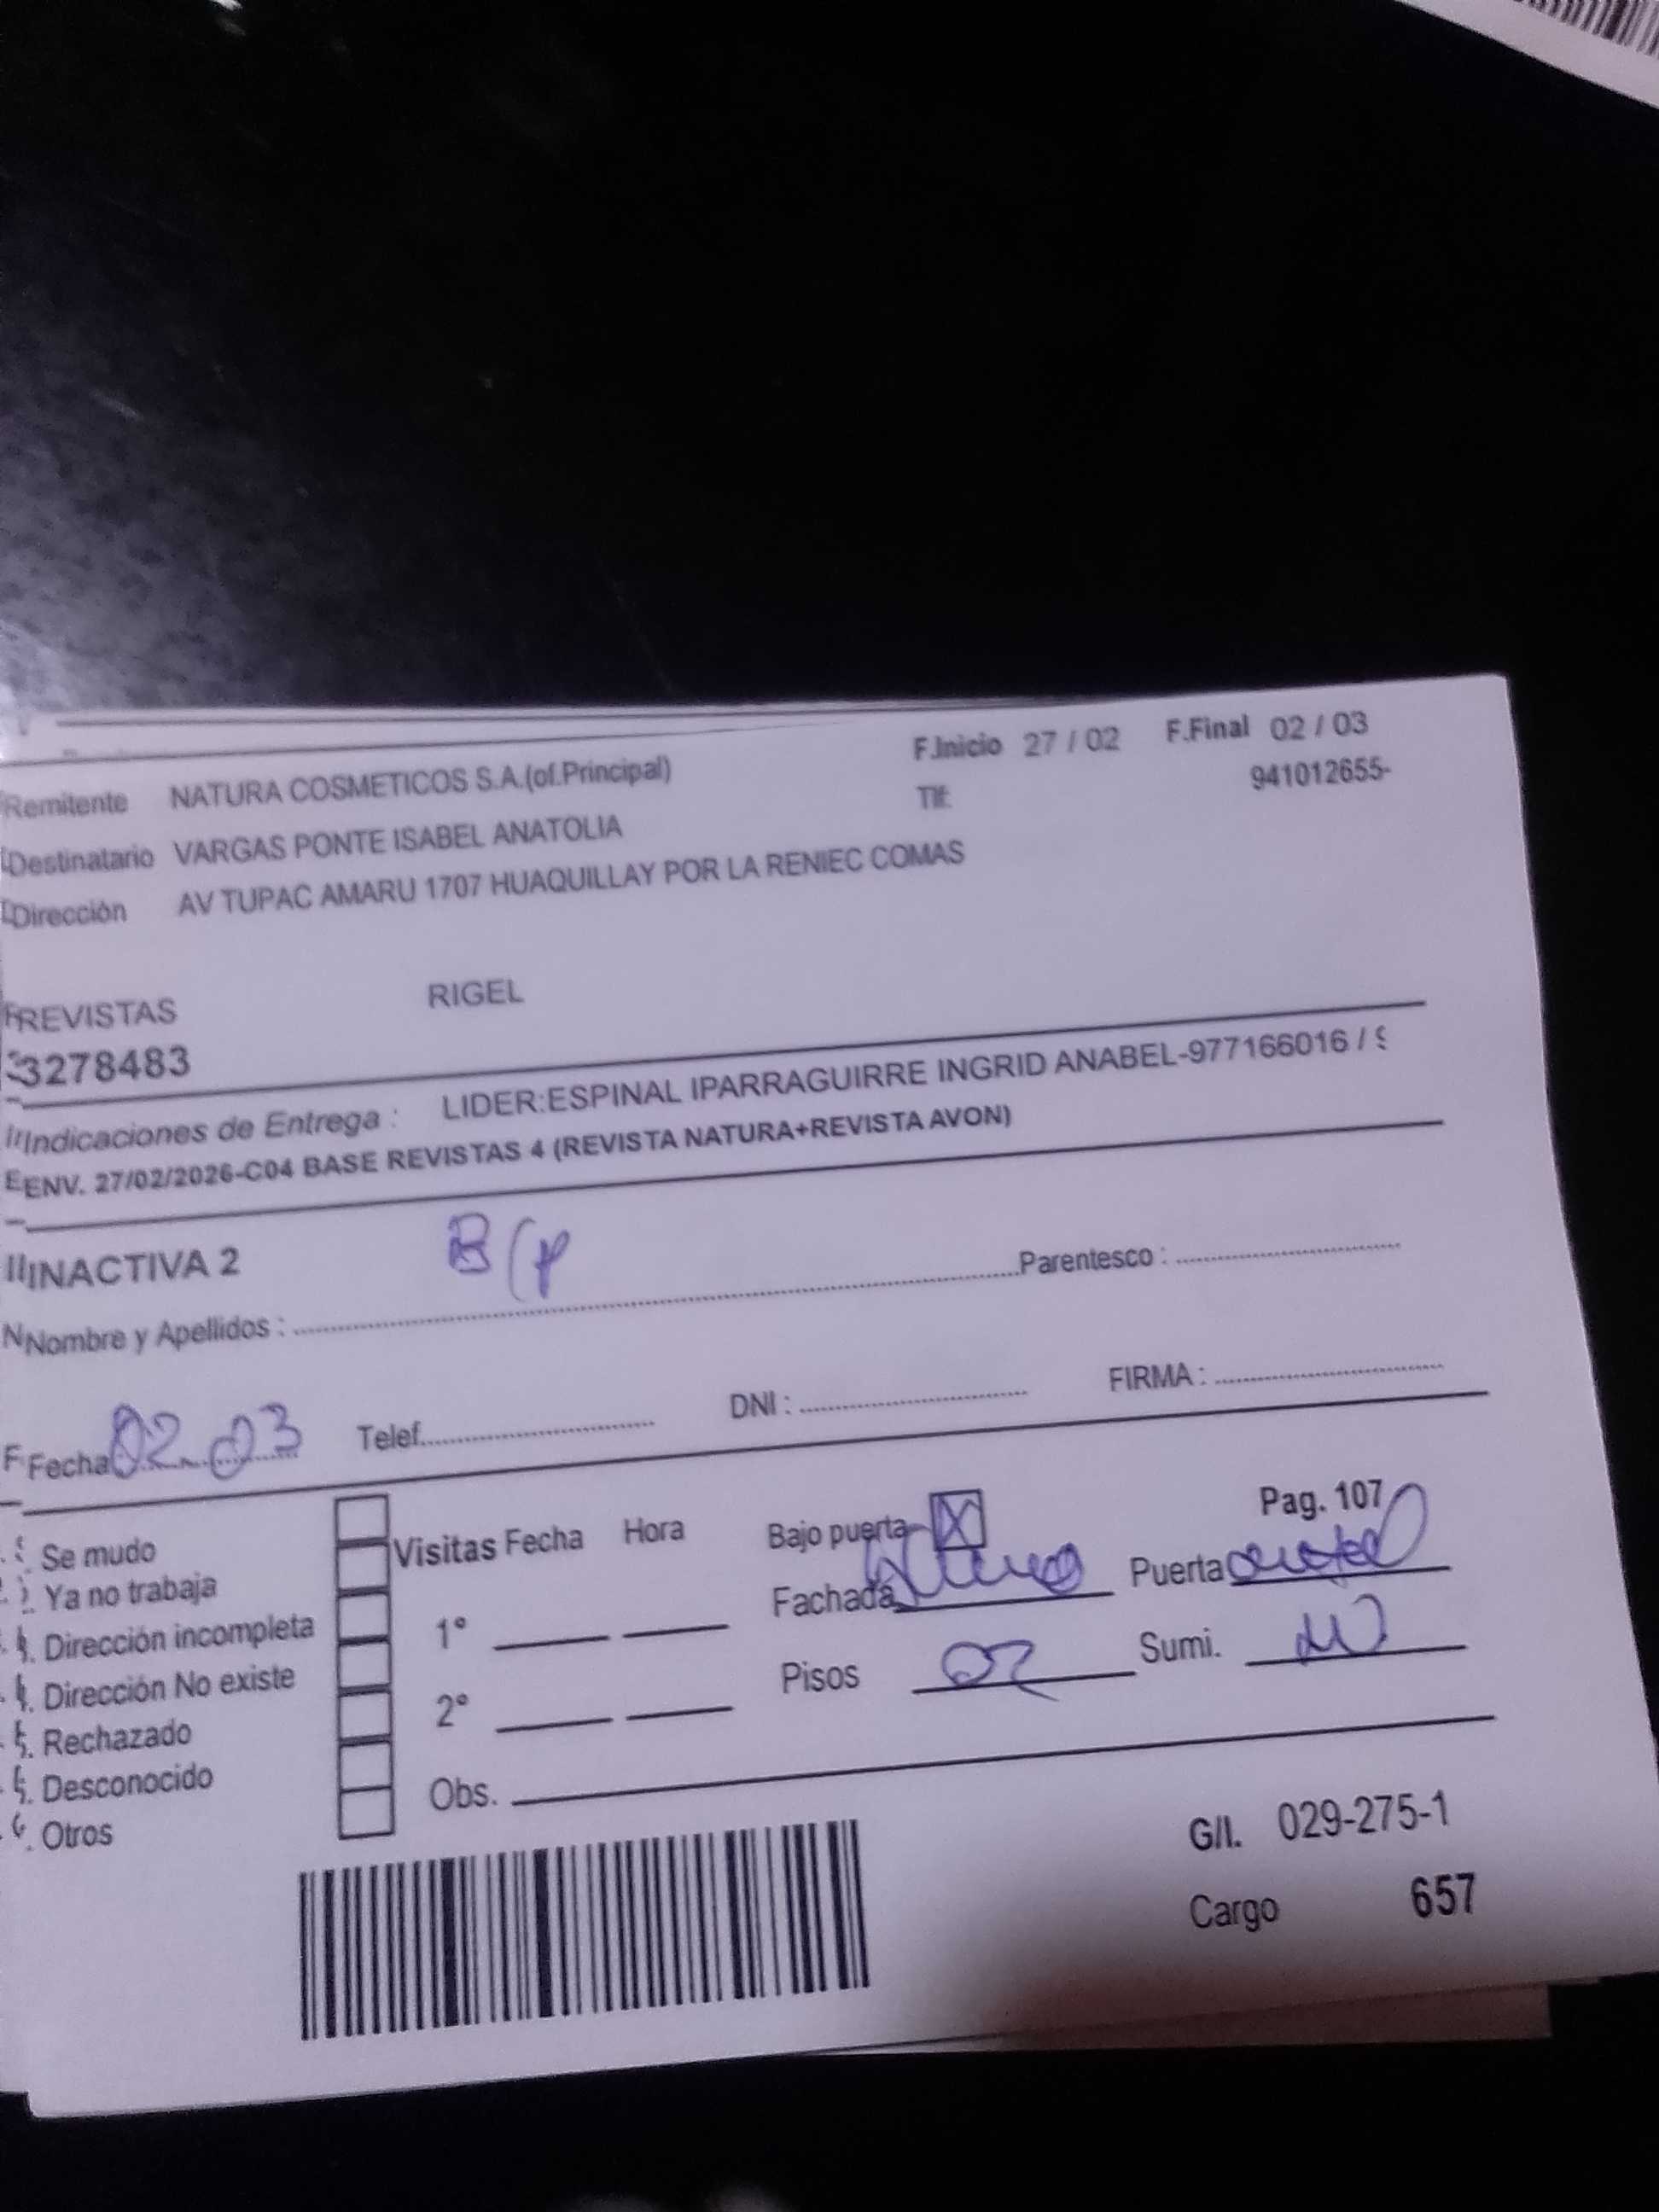 Remitente NATURA COSMETICOS S.A.(of.Principal) F.Inicio 27 / 02 F.Final 02 / 03
Destinatario VARGAS PONTE ISABEL ANATOLIA Tlf: 941012655-
Dirección AV TUPAC AMARU 1707 HUAQUILLAY POR LA RENIEC COMAS
REVISTAS RIGEL
3278483
Indicaciones de Entrega : LIDER:ESPINAL IPARRAGUIRRE INGRID ANABEL-977166016 /
ENV. 27/02/2026-C04 BASE REVISTAS 4 (REVISTA NATURA+REVISTA AVON)
INACTIVA 2 B/P
Nombre y Apellidos : Parentesco :
Fecha 02.03 Telef. DNI : FIRMA :
Se mudo Visitas Fecha Hora Bajo puerta X Pag. 107
Ya no trabaja Fachada Puerta
Dirección incompleta 1°
Dirección No existe Pisos 02 Sumi.
Rechazado 2°
Desconocido Obs.
Otros
G/I. 029-275-1
Cargo 657